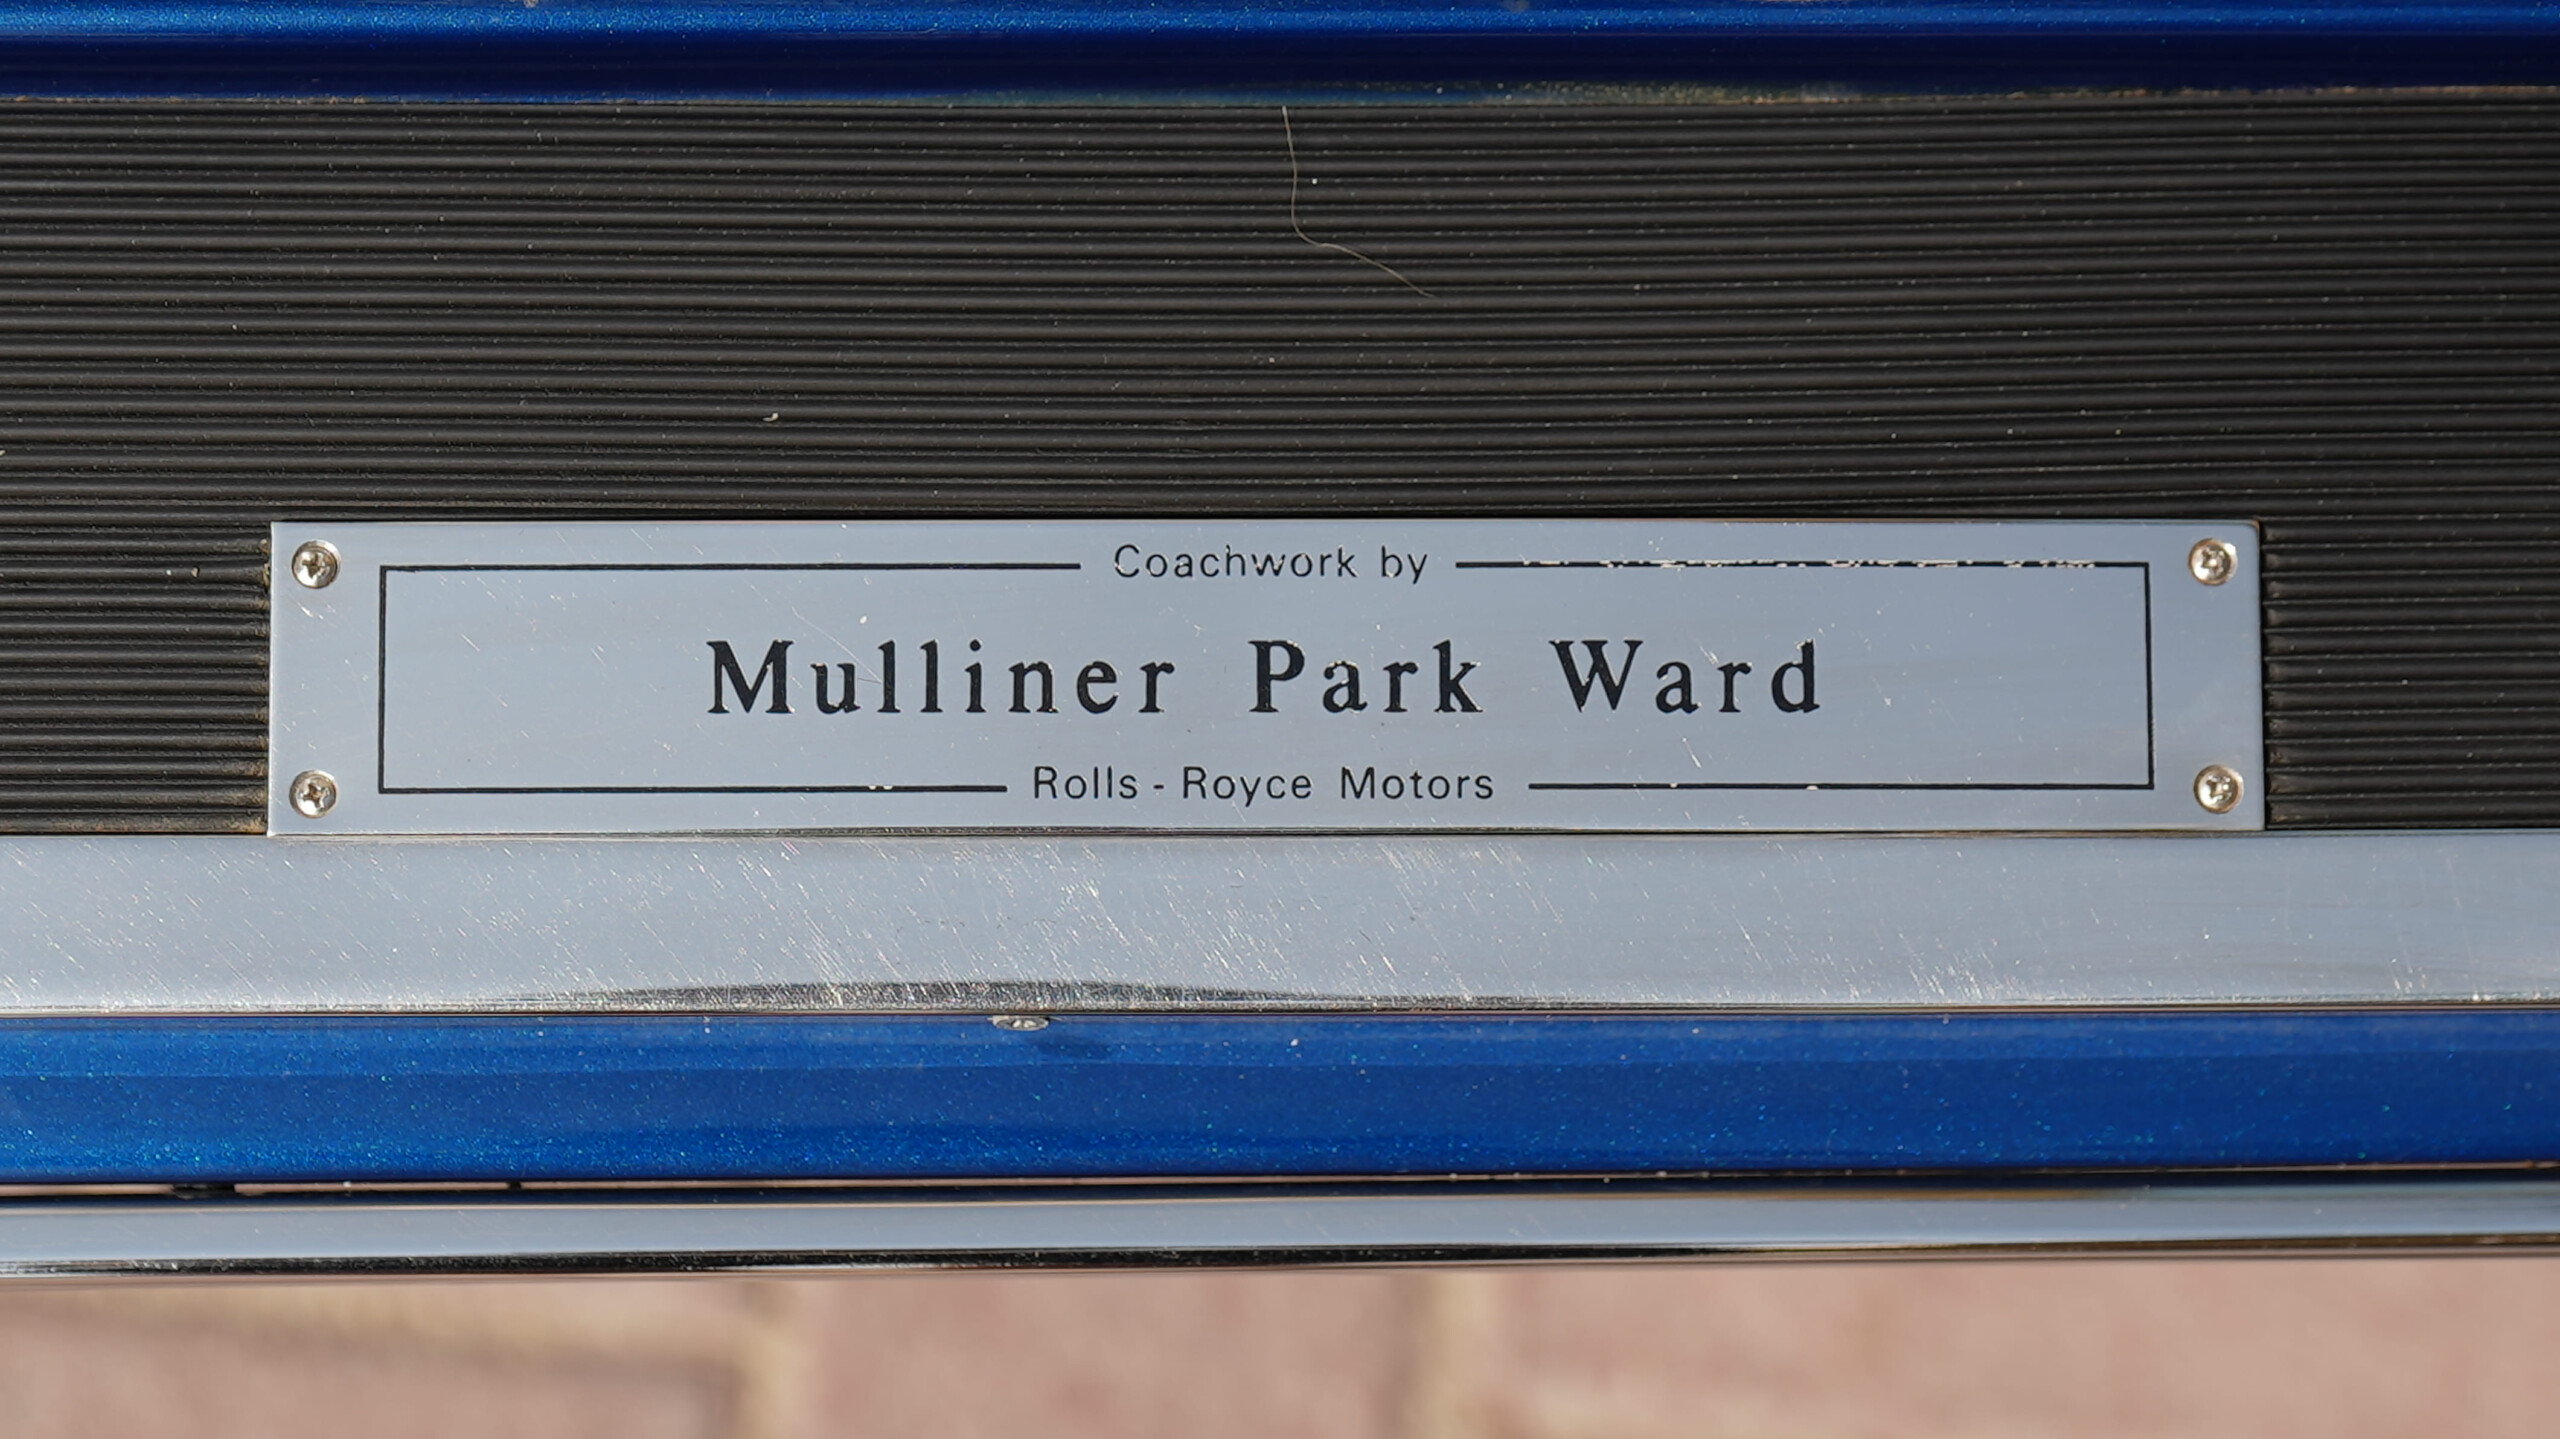 Coachwork by
Mulliner Park Ward
Rolls - Royce Motors